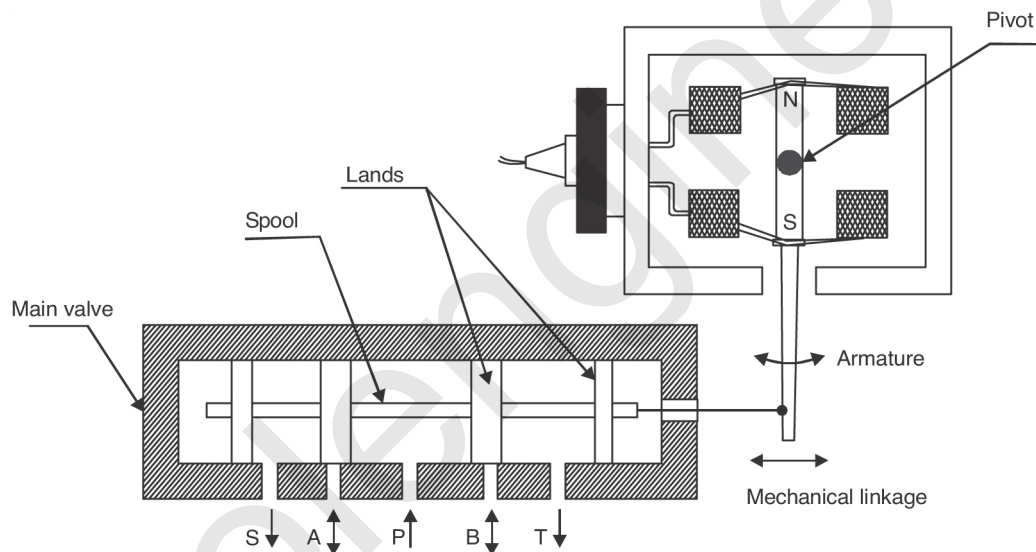 Pivot
N
Lands
Spool
S
Main valve
Armature
Mechanical linkage
S A P B T